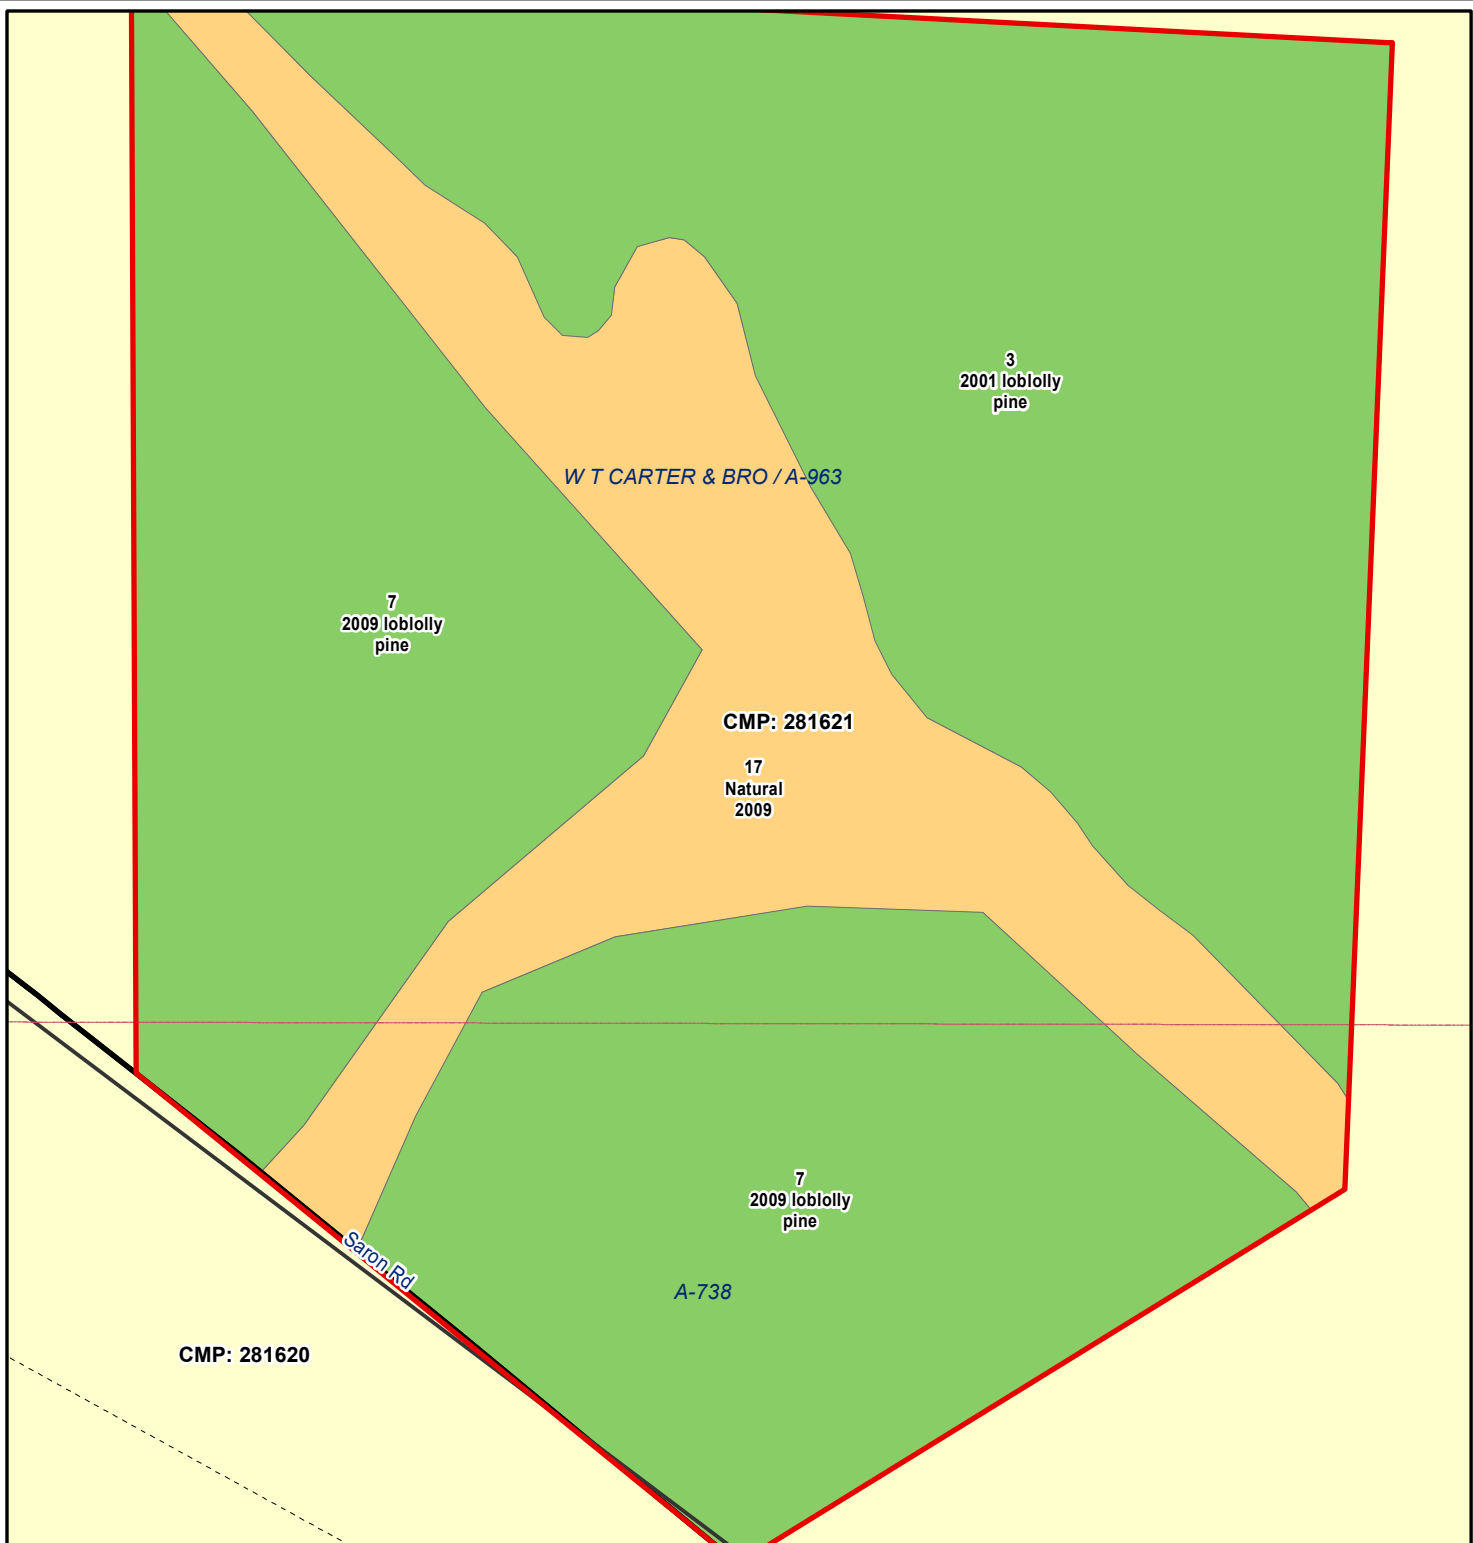 3
2001 loblolly
pine
W T CARTER & BRO / A-963
7
2009 loblolly
pine
CMP: 281621
17
Natural
2009
7
2009 loblolly
pine
Saron Rd
A-738
CMP: 281620